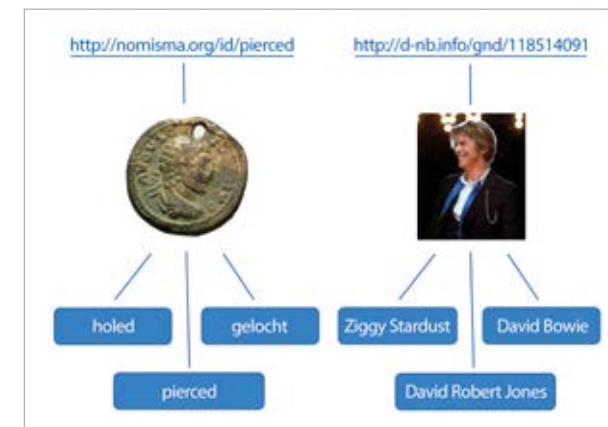 http://nomisma.org/id/pierced
http://d-nb.info/gnd/118514091
holed
gelocht
pierced
Ziggy Stardust
David Bowie
David Robert Jones